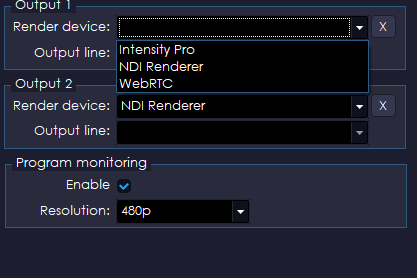 Output 1
Render device:
X
Output line:
Intensity Pro
NDI Renderer
WebRTC
Output 2
Render device: NDI Renderer X
Output line:
Program monitoring
Enable
Resolution: 480p